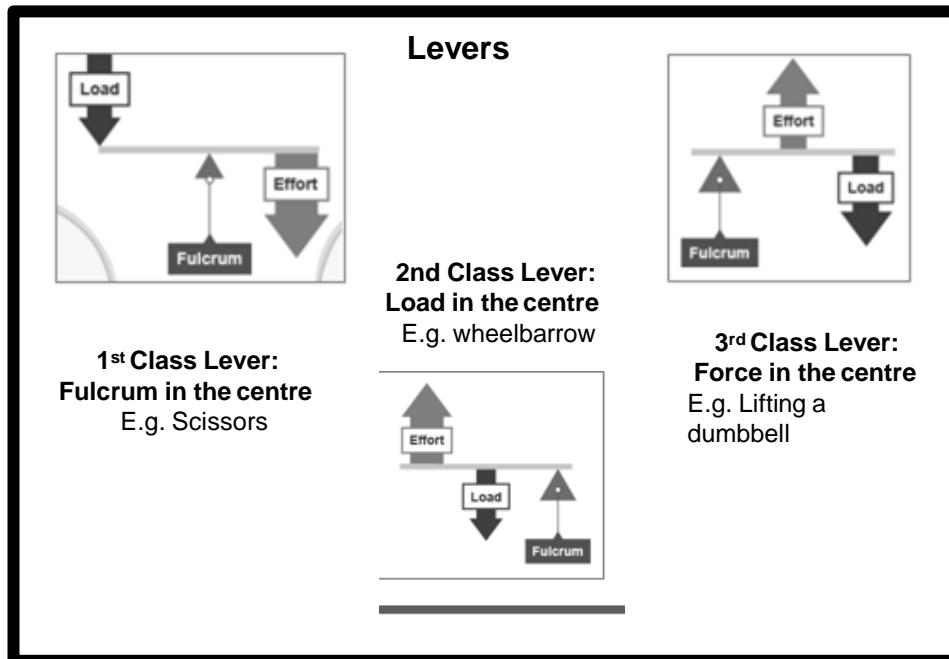 Levers
Load
Effort
Fulcrum
1st Class Lever:
Fulcrum in the centre
E.g. Scissors
2nd Class Lever:
Load in the centre
E.g. wheelbarrow
Effort
Load
Fulcrum
Effort
Load
Fulcrum
3rd Class Lever:
Force in the centre
E.g. Lifting a
dumbbell